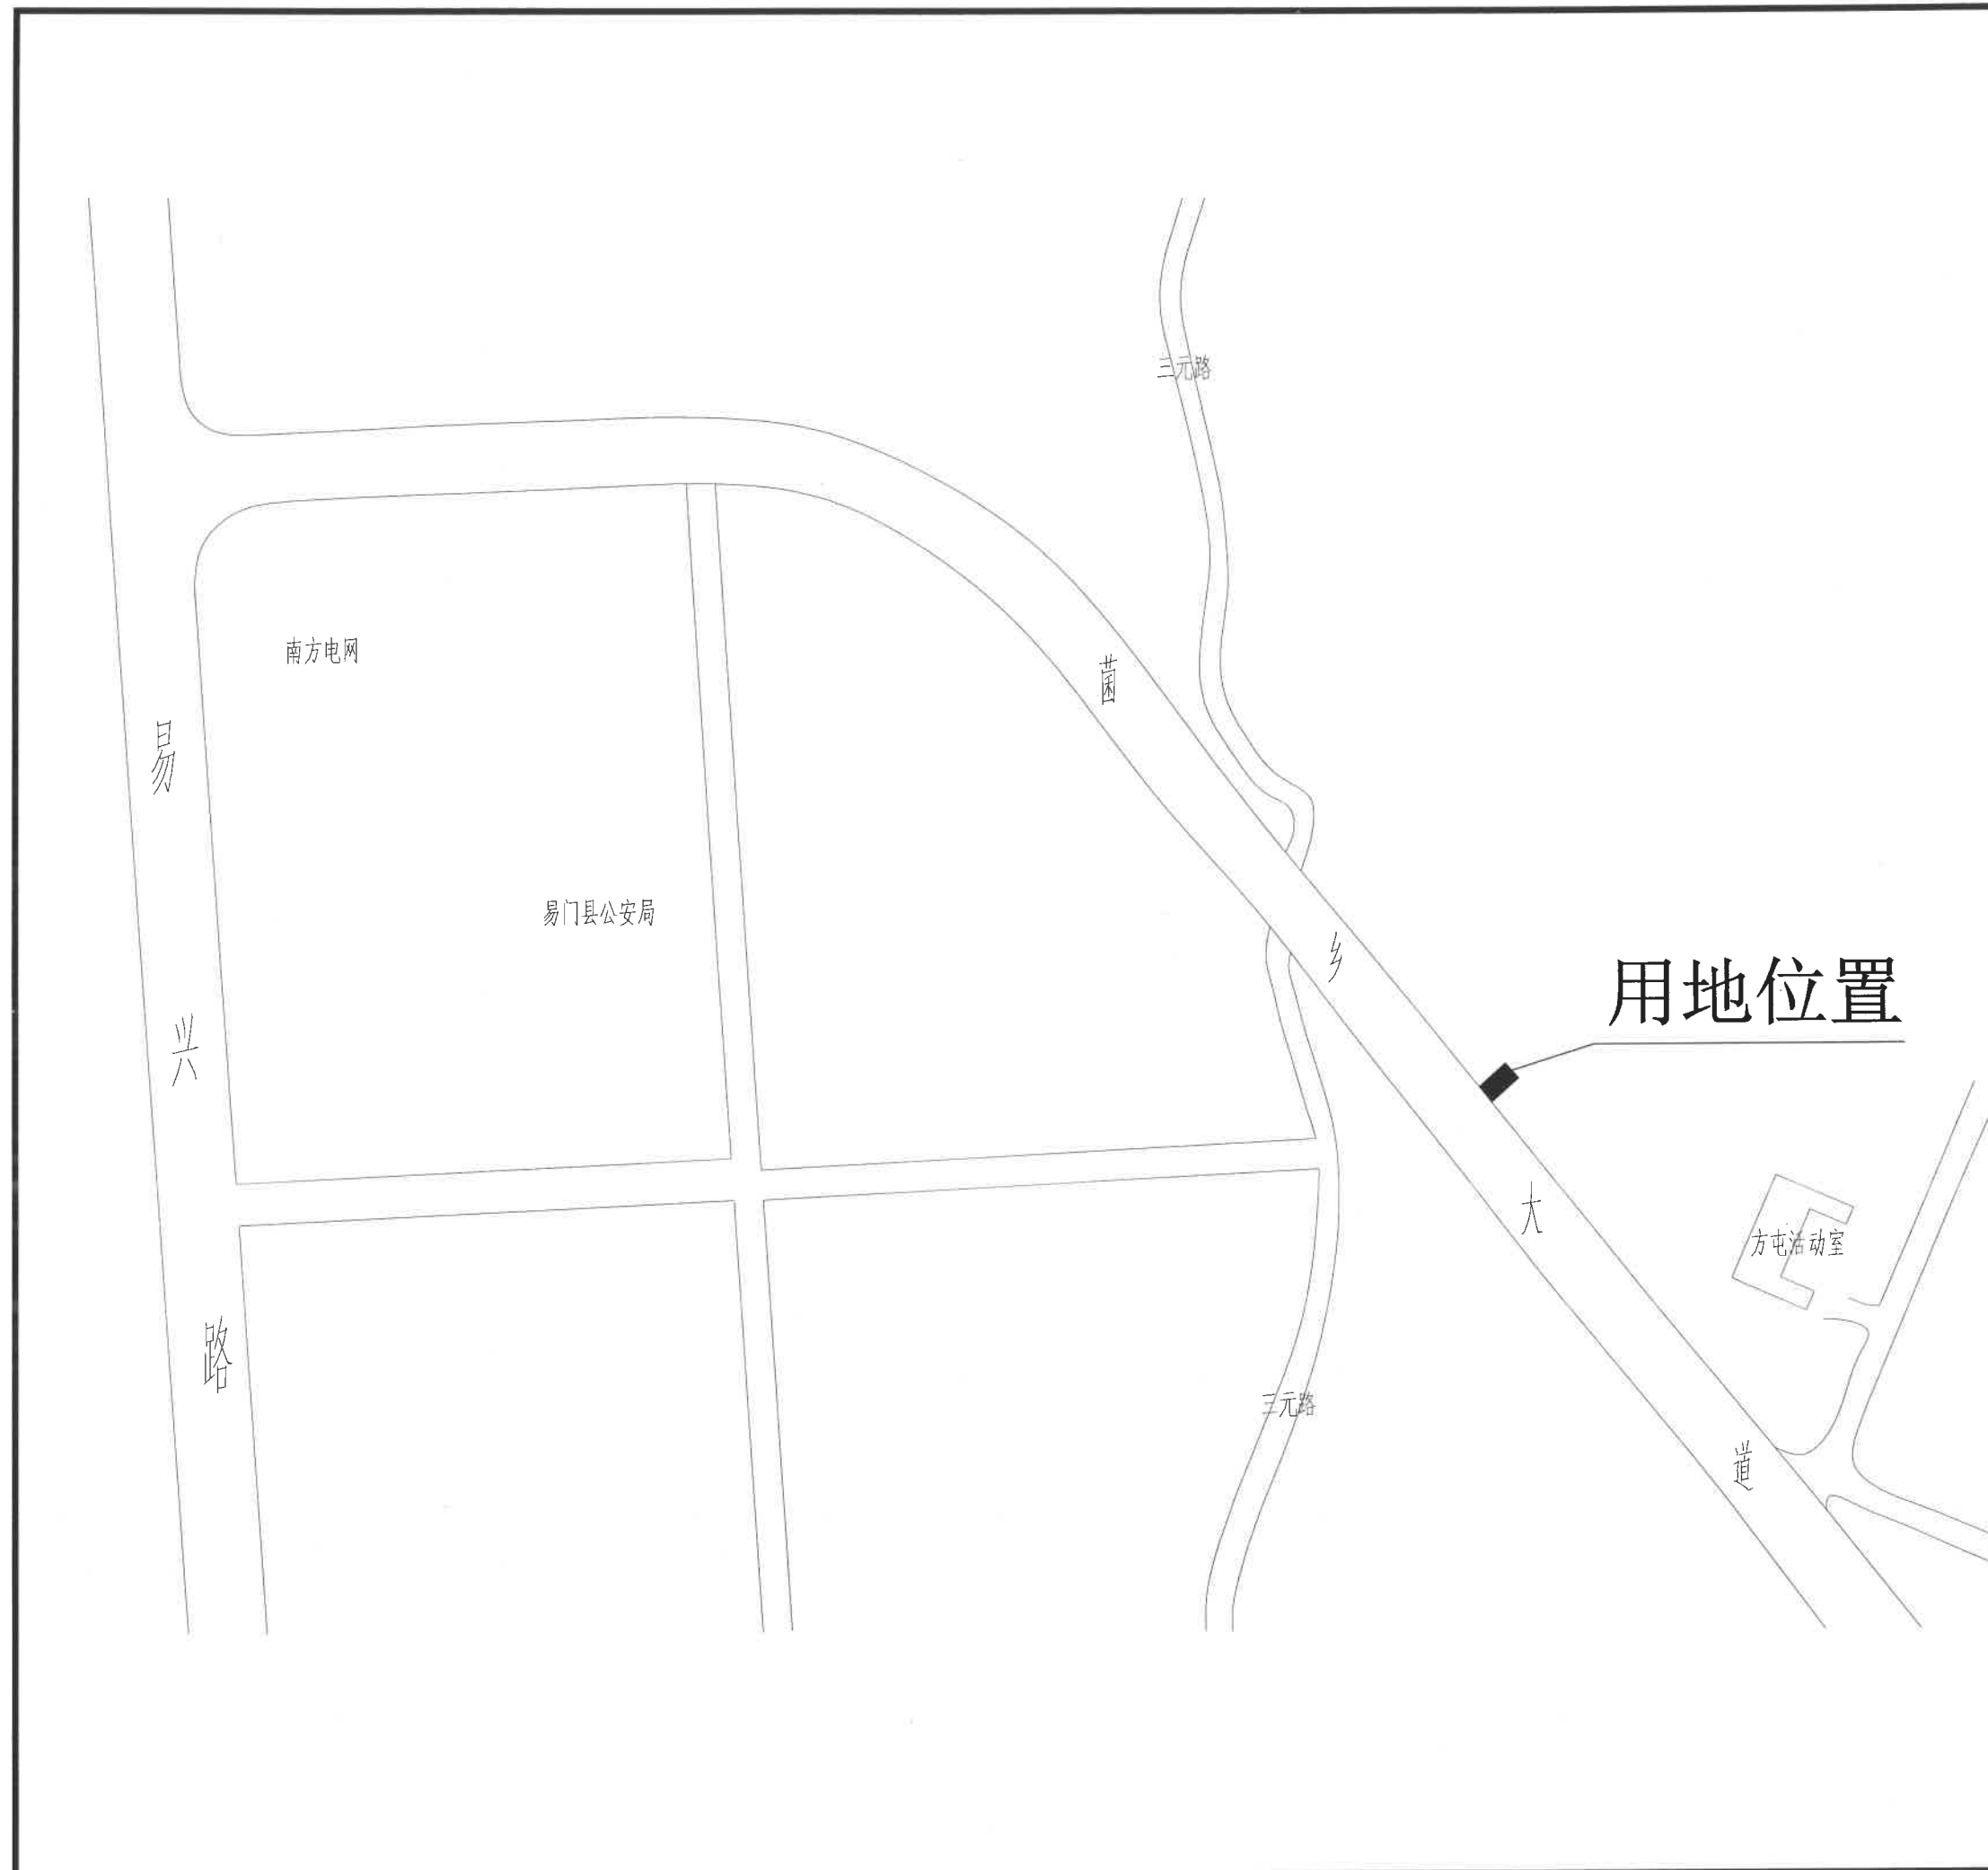 三元路
南方电网
易兴路
菌乡大道
易门县公安局
用地位置
方屯活动室
三元路